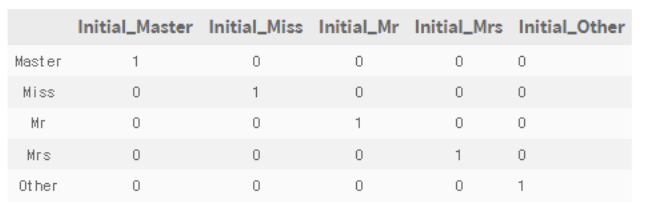 Initial_Master Initial_Miss Initial_Mr Initial_Mrs Initial_Other
Master 1 0 0 0 0
Miss 0 1 0 0 0
Mr 0 0 1 0 0
Mrs 0 0 0 1 0
Other 0 0 0 0 1